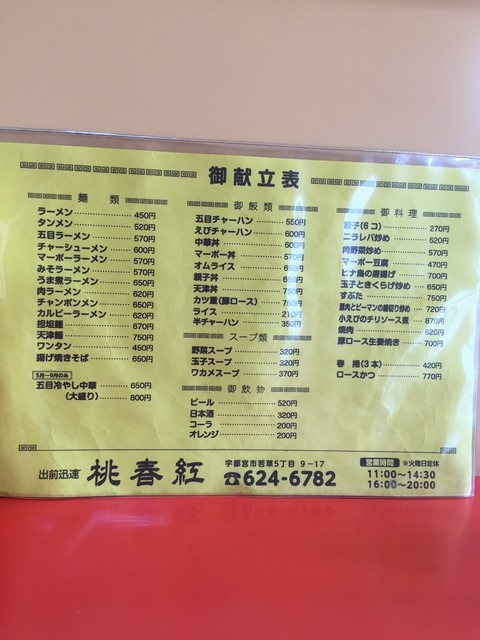 御献立表
麺類
ラーメン 450円
タンメン 520円
五目ラーメン 570円
チャーシューメン 600円
マーボーラーメン 570円
みそラーメン 570円
うま煮ラーメン 650円
肉ラーメン 620円
チャンポンメン 650円
カルビーラーメン 620円
担坦麺 670円
天津麺 750円
ワンタン 450円
揚げ焼きそば 650円
5月〜9月のみ
五目冷やし中華 650円
(大盛り) 800円
御飯類
五目チャーハン 550円
えびチャーハン 600円
中華丼 600円
マーボー丼 570円
オムライス 650円
親子丼 650円
天津丼 750円
カツ重(豚ロース) 750円
ライス 210円
半チャーハン 350円
スープ類
野菜スープ 320円
玉子スープ 320円
ワカメスープ 370円
御飲物
ビール 520円
日本酒 320円
コーラ 200円
オレンジ 200円
御料理
餃子(6コ) 270円
ニラレバ炒め 520円
肉野菜炒め 570円
マーボー豆腐 470円
ヒナ鳥の唐揚げ 700円
玉子ときくらげ炒め 650円
すぶた 750円
豚肉とピーマンの細切り炒め 720円
小えびのチリソース煮 870円
焼肉 620円
豚ロース生姜焼き 700円
春捲(3本) 420円
ロースかつ 770円
出前迅速 桃春紅
宇都宮市若草5丁目 9-17
☎624-6782
営業時間 ※火曜日定休
11:00〜14:30
16:00〜20:00